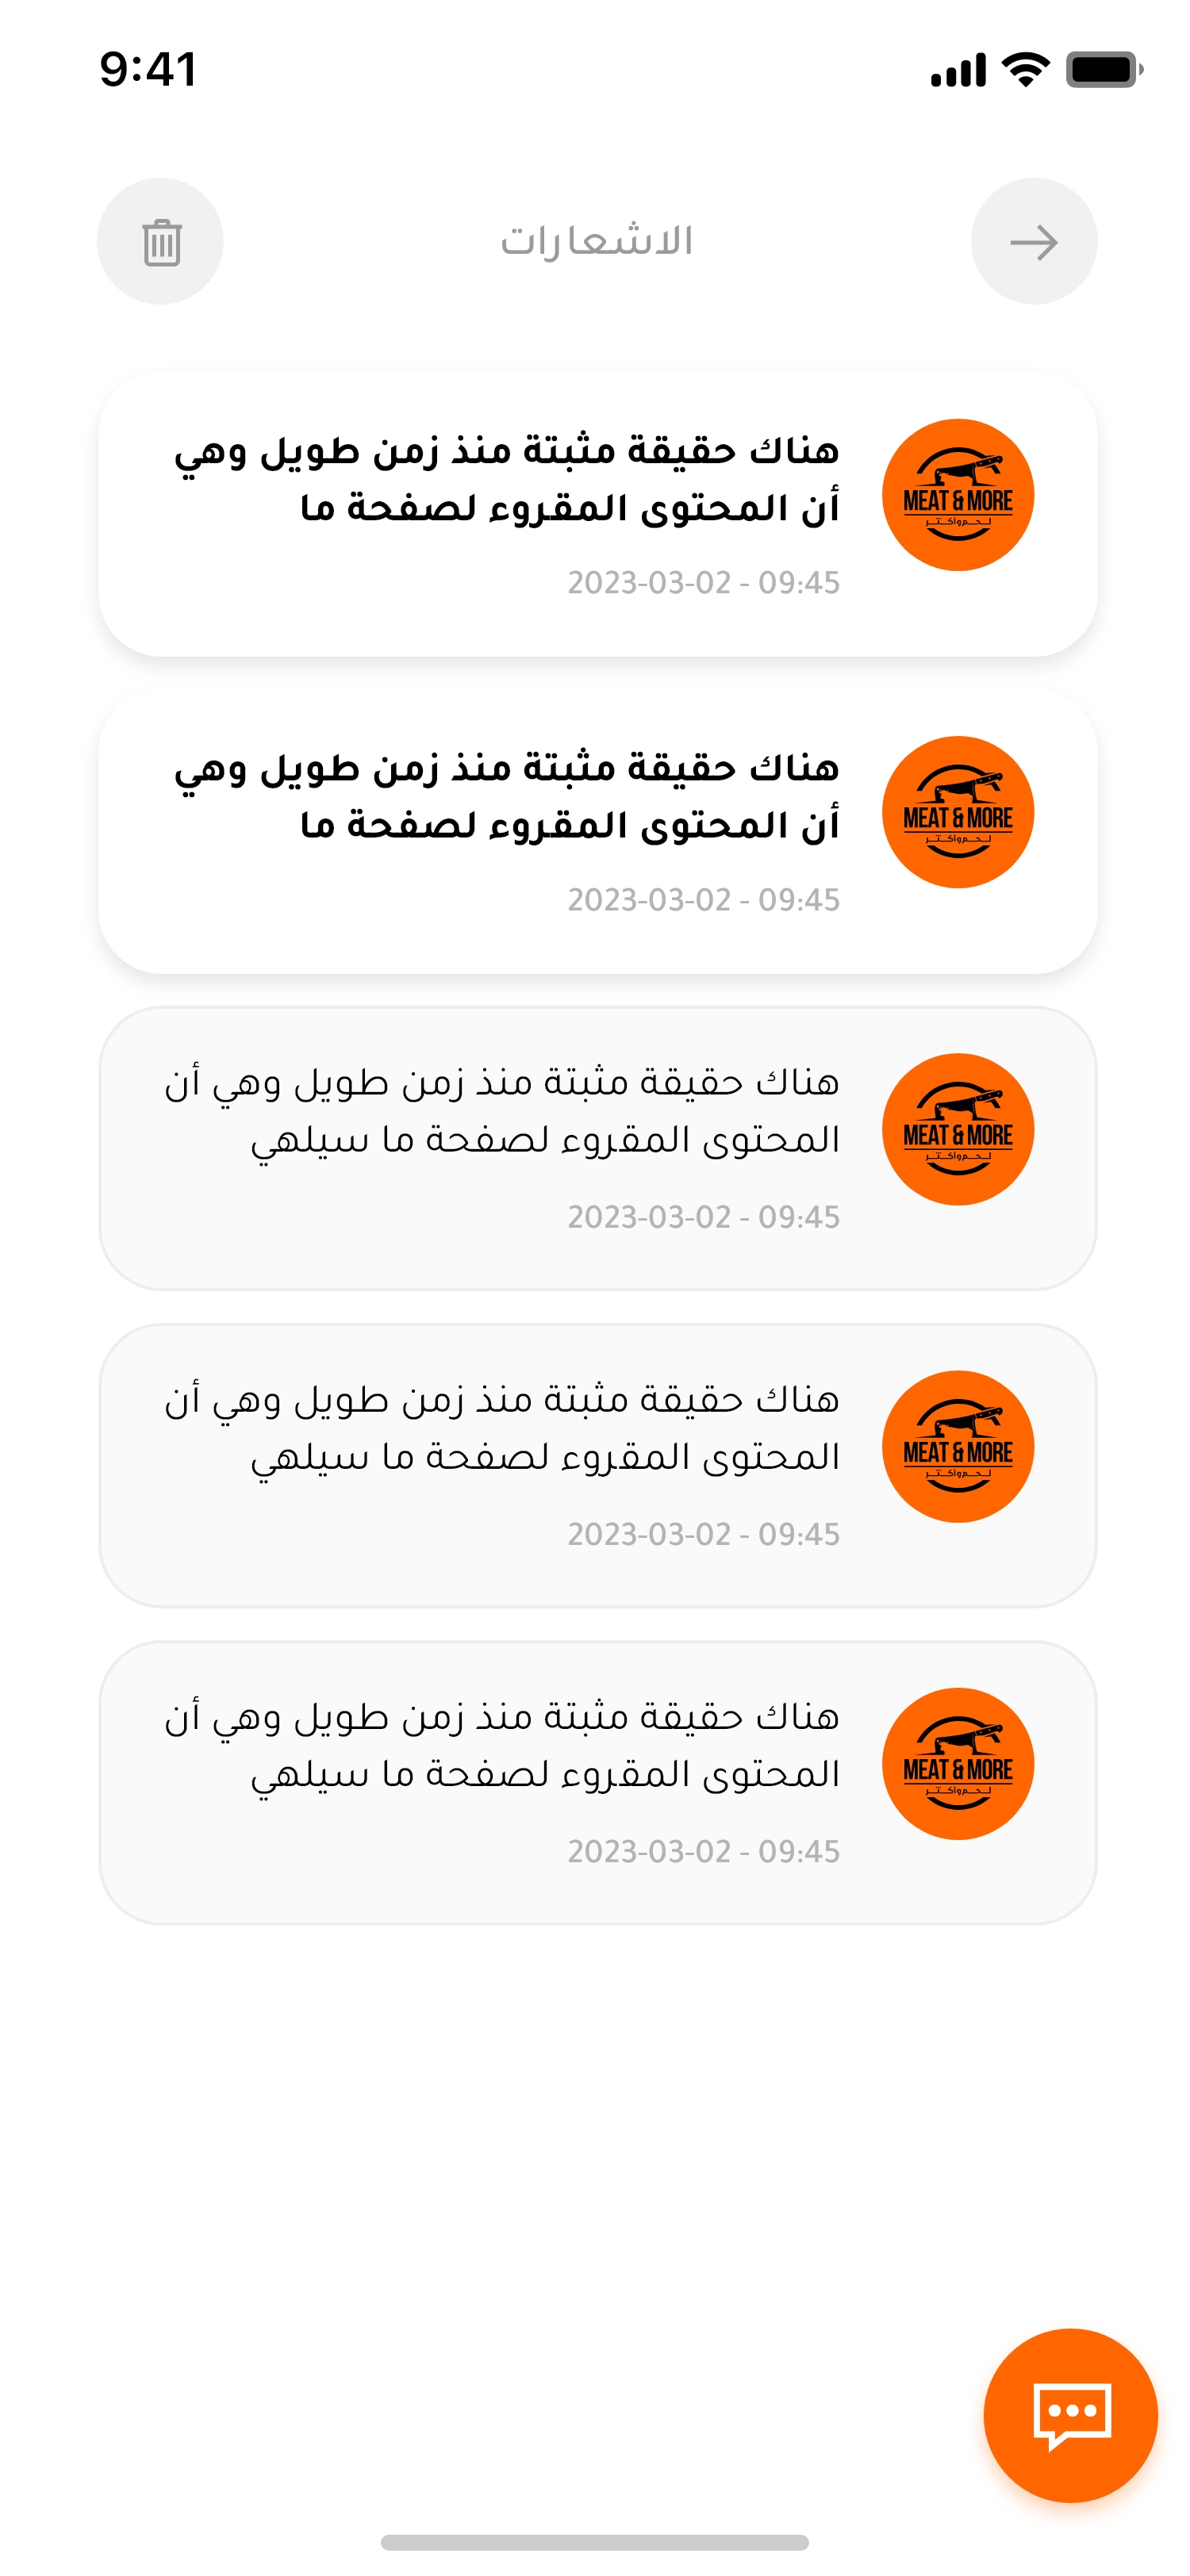 9:41
الاشعارات
هناك حقيقة مثبتة منذ زمن طويل وهي
أن المحتوى المقروء لصفحة ما
2023-03-02 - 09:45
MEAT & MORE
لحم وأكثر
هناك حقيقة مثبتة منذ زمن طويل وهي
أن المحتوى المقروء لصفحة ما
2023-03-02 - 09:45
MEAT & MORE
لحم وأكثر
هناك حقيقة مثبتة منذ زمن طويل وهي أن
المحتوى المقروء لصفحة ما سيلهي
2023-03-02 - 09:45
MEAT & MORE
لحم وأكثر
هناك حقيقة مثبتة منذ زمن طويل وهي أن
المحتوى المقروء لصفحة ما سيلهي
2023-03-02 - 09:45
MEAT & MORE
لحم وأكثر
هناك حقيقة مثبتة منذ زمن طويل وهي أن
المحتوى المقروء لصفحة ما سيلهي
2023-03-02 - 09:45
MEAT & MORE
لحم وأكثر